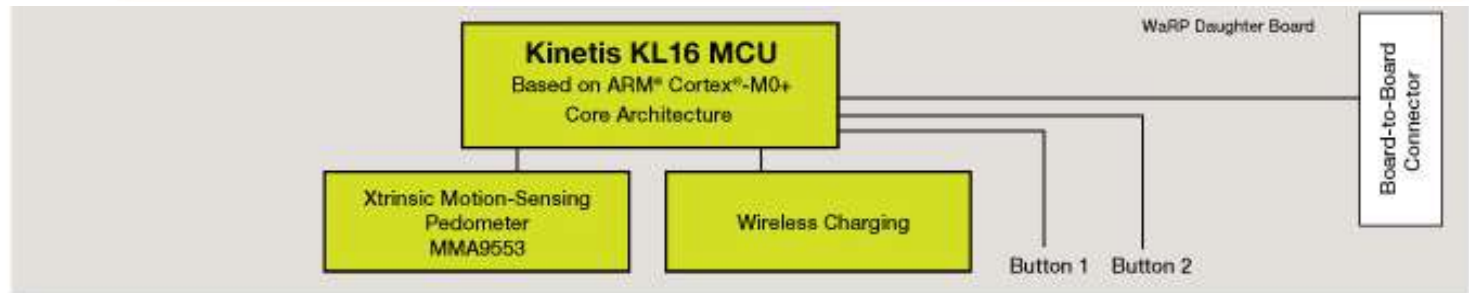 Kinetis KL16 MCU
Based on ARM® Cortex®-M0+
Core Architecture
WaRP Daughter Board
Board-to-Board
Connector
Xtrinsic Motion-Sensing
Pedometer
MMA9553
Wireless Charging
Button 1
Button 2